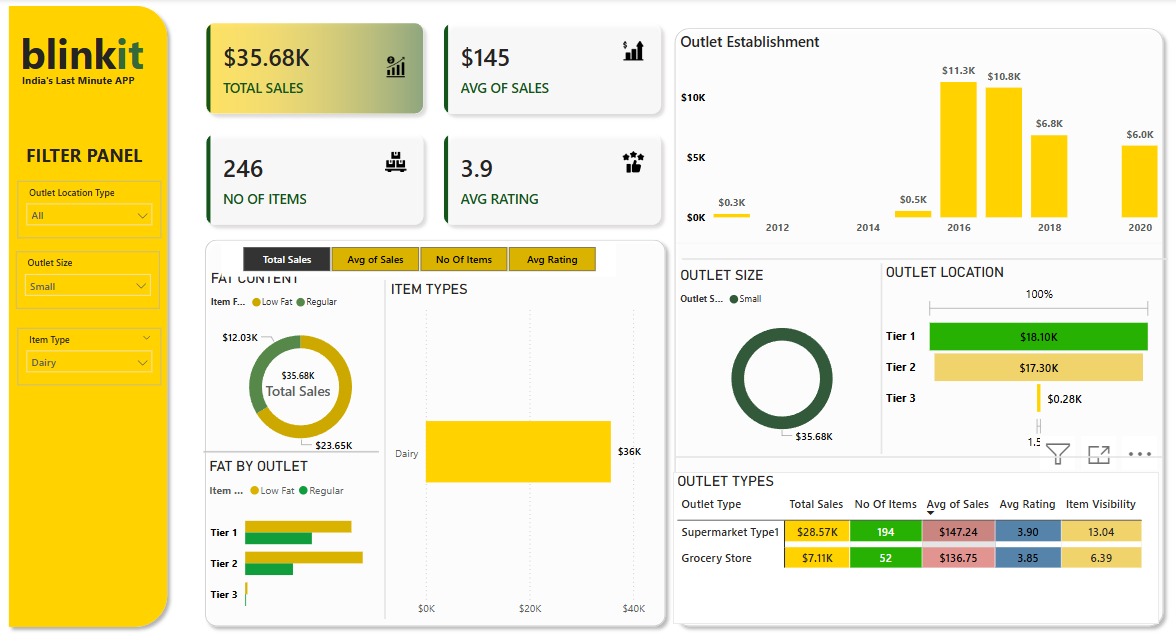 blinkit
India's Last Minute APP
FILTER PANEL
Outlet Location Type
All
Outlet Size
Small
Item Type
Dairy
$35.68K
TOTAL SALES
$145
AVG OF SALES
246
NO OF ITEMS
3.9
AVG RATING
Total Sales
Avg of Sales
No Of Items
Avg Rating
FAT CONTENT
Item F... Low Fat Regular
$12.03K
$35.68K
Total Sales
$23.65K
FAT BY OUTLET
Item ... Low Fat Regular
Tier 1
Tier 2
Tier 3
ITEM TYPES
Dairy
$36K
$0K $20K $40K
Outlet Establishment
$10K
$5K
$0K
$0.3K
$0.5K
$11.3K
$10.8K
$6.8K
$6.0K
2012 2014 2016 2018 2020
OUTLET SIZE
Outlet S... Small
$35.68K
OUTLET LOCATION
100%
Tier 1 $18.10K
Tier 2 $17.30K
Tier 3 $0.28K
OUTLET TYPES
Outlet Type Total Sales No Of Items Avg of Sales Avg Rating Item Visibility
Supermarket Type1 $28.57K 194 $147.24 3.90 13.04
Grocery Store $7.11K 52 $136.75 3.85 6.39